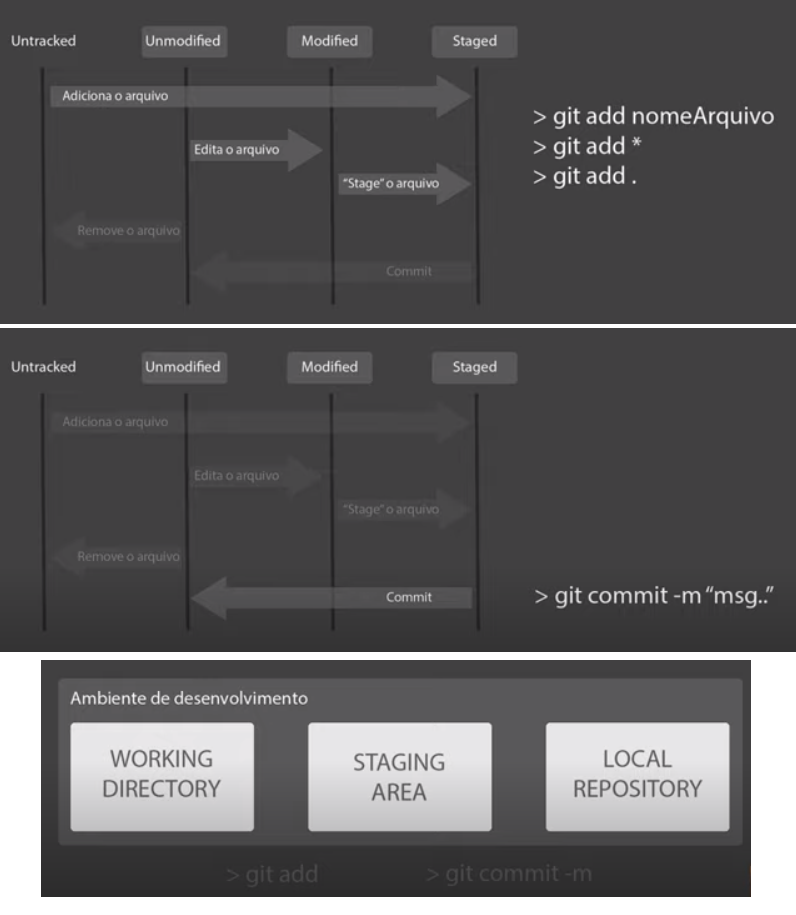 Untracked Unmodified Modified Staged
Adiciona o arquivo
> git add nomeArquivo
Edita o arquivo
> git add *
"Stage" o arquivo
> git add .
Remove o arquivo
Commit
Untracked Unmodified Modified Staged
Adiciona o arquivo
Edita o arquivo
"Stage" o arquivo
Remove o arquivo
Commit
> git commit -m "msg.."
Ambiente de desenvolvimento
WORKING
DIRECTORY
STAGING
AREA
LOCAL
REPOSITORY
> git add
> git commit -m